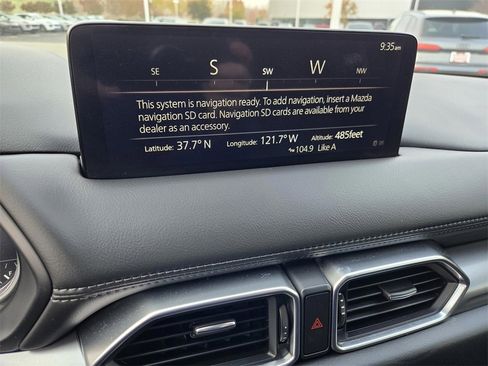 9:35am
SE S SW W NW
This system is navigation ready. To add navigation, insert a Mazda
navigation SD card. Navigation SD cards are available from your
dealer as an accessory.
Latitude: 37.7° N Longitude: 121.7° W Altitude: 485feet
104.9 Like A